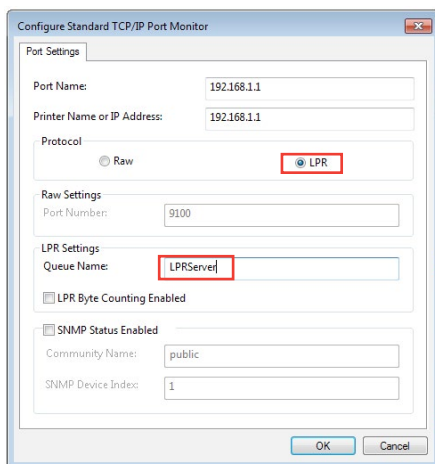 Configure Standard TCP/IP Port Monitor
Port Settings
Port Name: 192.168.1.1
Printer Name or IP Address: 192.168.1.1
Protocol
Raw LPR
Raw Settings
Port Number: 9100
LPR Settings
Queue Name: LPRServer
LPR Byte Counting Enabled
SNMP Status Enabled
Community Name: public
SNMP Device Index: 1
OK Cancel